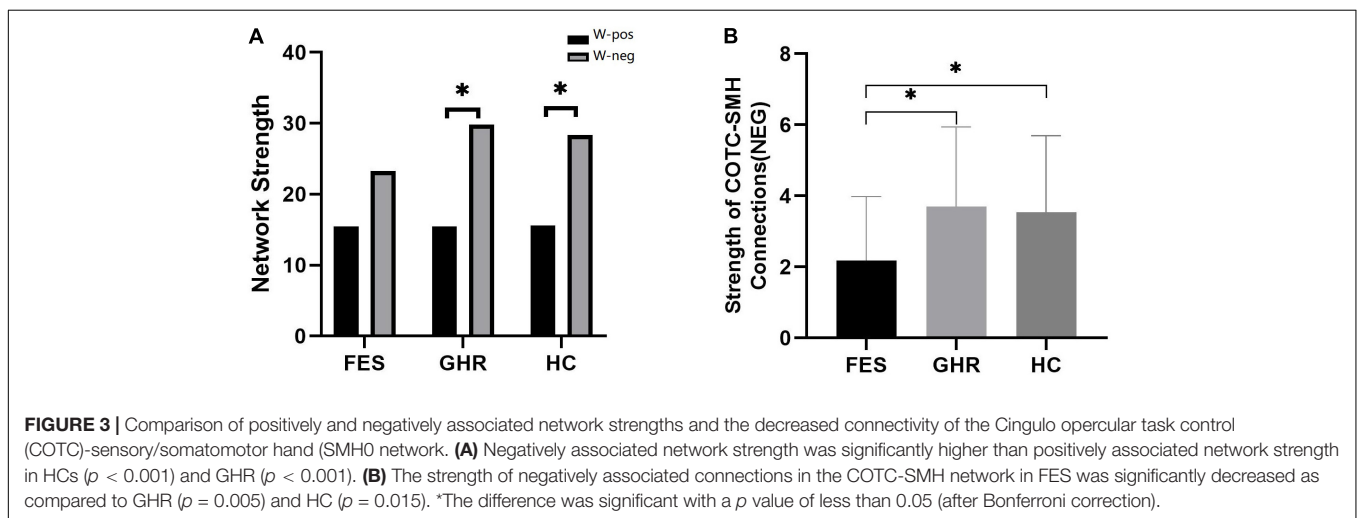 A
W-pos
W-neg
Network Strength
40
30
20
10
0
*
*
FES
GHR
HC
B
Strength of COTC-SMH
Connections(NEG)
8
6
4
2
0
*
*
FES
GHR
HC
FIGURE 3 | Comparison of positively and negatively associated network strengths and the decreased connectivity of the Cingulo opercular task control
(COTC)-sensory/somatomotor hand (SMH0 network. (A) Negatively associated network strength was significantly higher than positively associated network strength
in HCs (p < 0.001) and GHR (p < 0.001). (B) The strength of negatively associated connections in the COTC-SMH network in FES was significantly decreased as
compared to GHR (p = 0.005) and HC (p = 0.015). *The difference was significant with a p value of less than 0.05 (after Bonferroni correction).